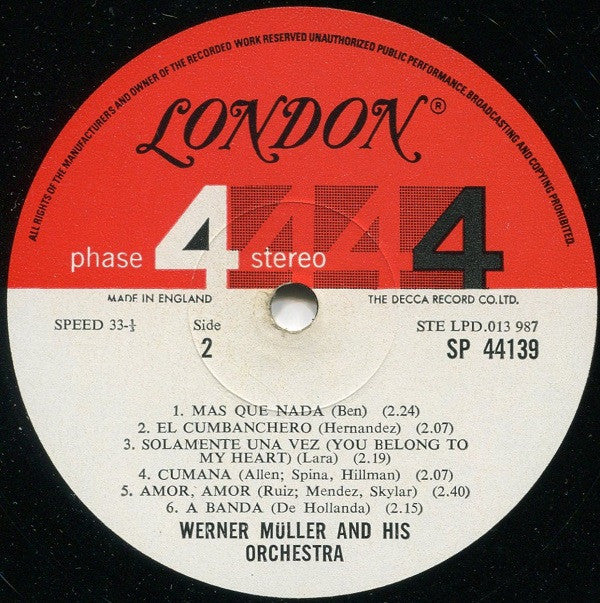 ALL RIGHTS OF THE MANUFACTURERS AND OWNER OF THE RECORDED WORK RESERVED UNAUTHORIZED PUBLIC PERFORMANCE, BROADCASTING AND COPYING PROHIBITED.
LONDON®
phase 4 stereo 4 4 4
MADE IN ENGLAND THE DECCA RECORD CO.LTD.
SPEED 33-⅓ Side STE LPD.013 987
2 SP 44139
1. MAS QUE NADA (Ben) (2.24)
2. EL CUMBANCHERO (Hernandez) (2.07)
3. SOLAMENTE UNA VEZ (YOU BELONG TO
MY HEART) (Lara) (2.19)
4. CUMANA (Allen; Spina, Hillman) (2.07)
5. AMOR, AMOR (Ruiz; Mendez, Skylar) (2.40)
6. A BANDA (De Hollanda) (2.15)
WERNER MÜLLER AND HIS
ORCHESTRA